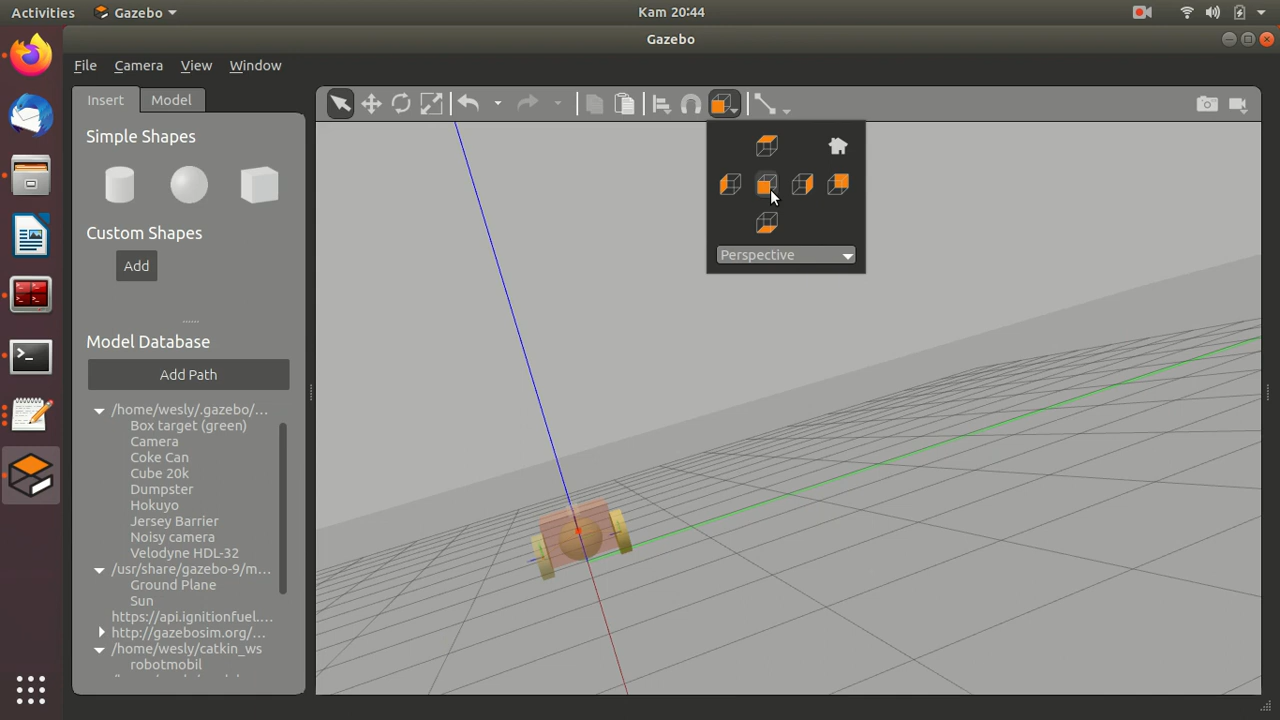 Activities Gazebo Kam 20:44
Gazebo
File Camera View Window
Insert Model
Simple Shapes
Custom Shapes
Add
Model Database
Add Path
/home/wesly/.gazebo/...
Box target (green)
Camera
Coke Can
Cube 20k
Dumpster
Hokuyo
Jersey Barrier
Noisy camera
Velodyne HDL-32
/usr/share/gazebo-9/m...
Ground Plane
Sun
https://api.ignitionfuel....
http://gazebosim.org/...
/home/wesly/catkin_ws
robotmobil
Perspective